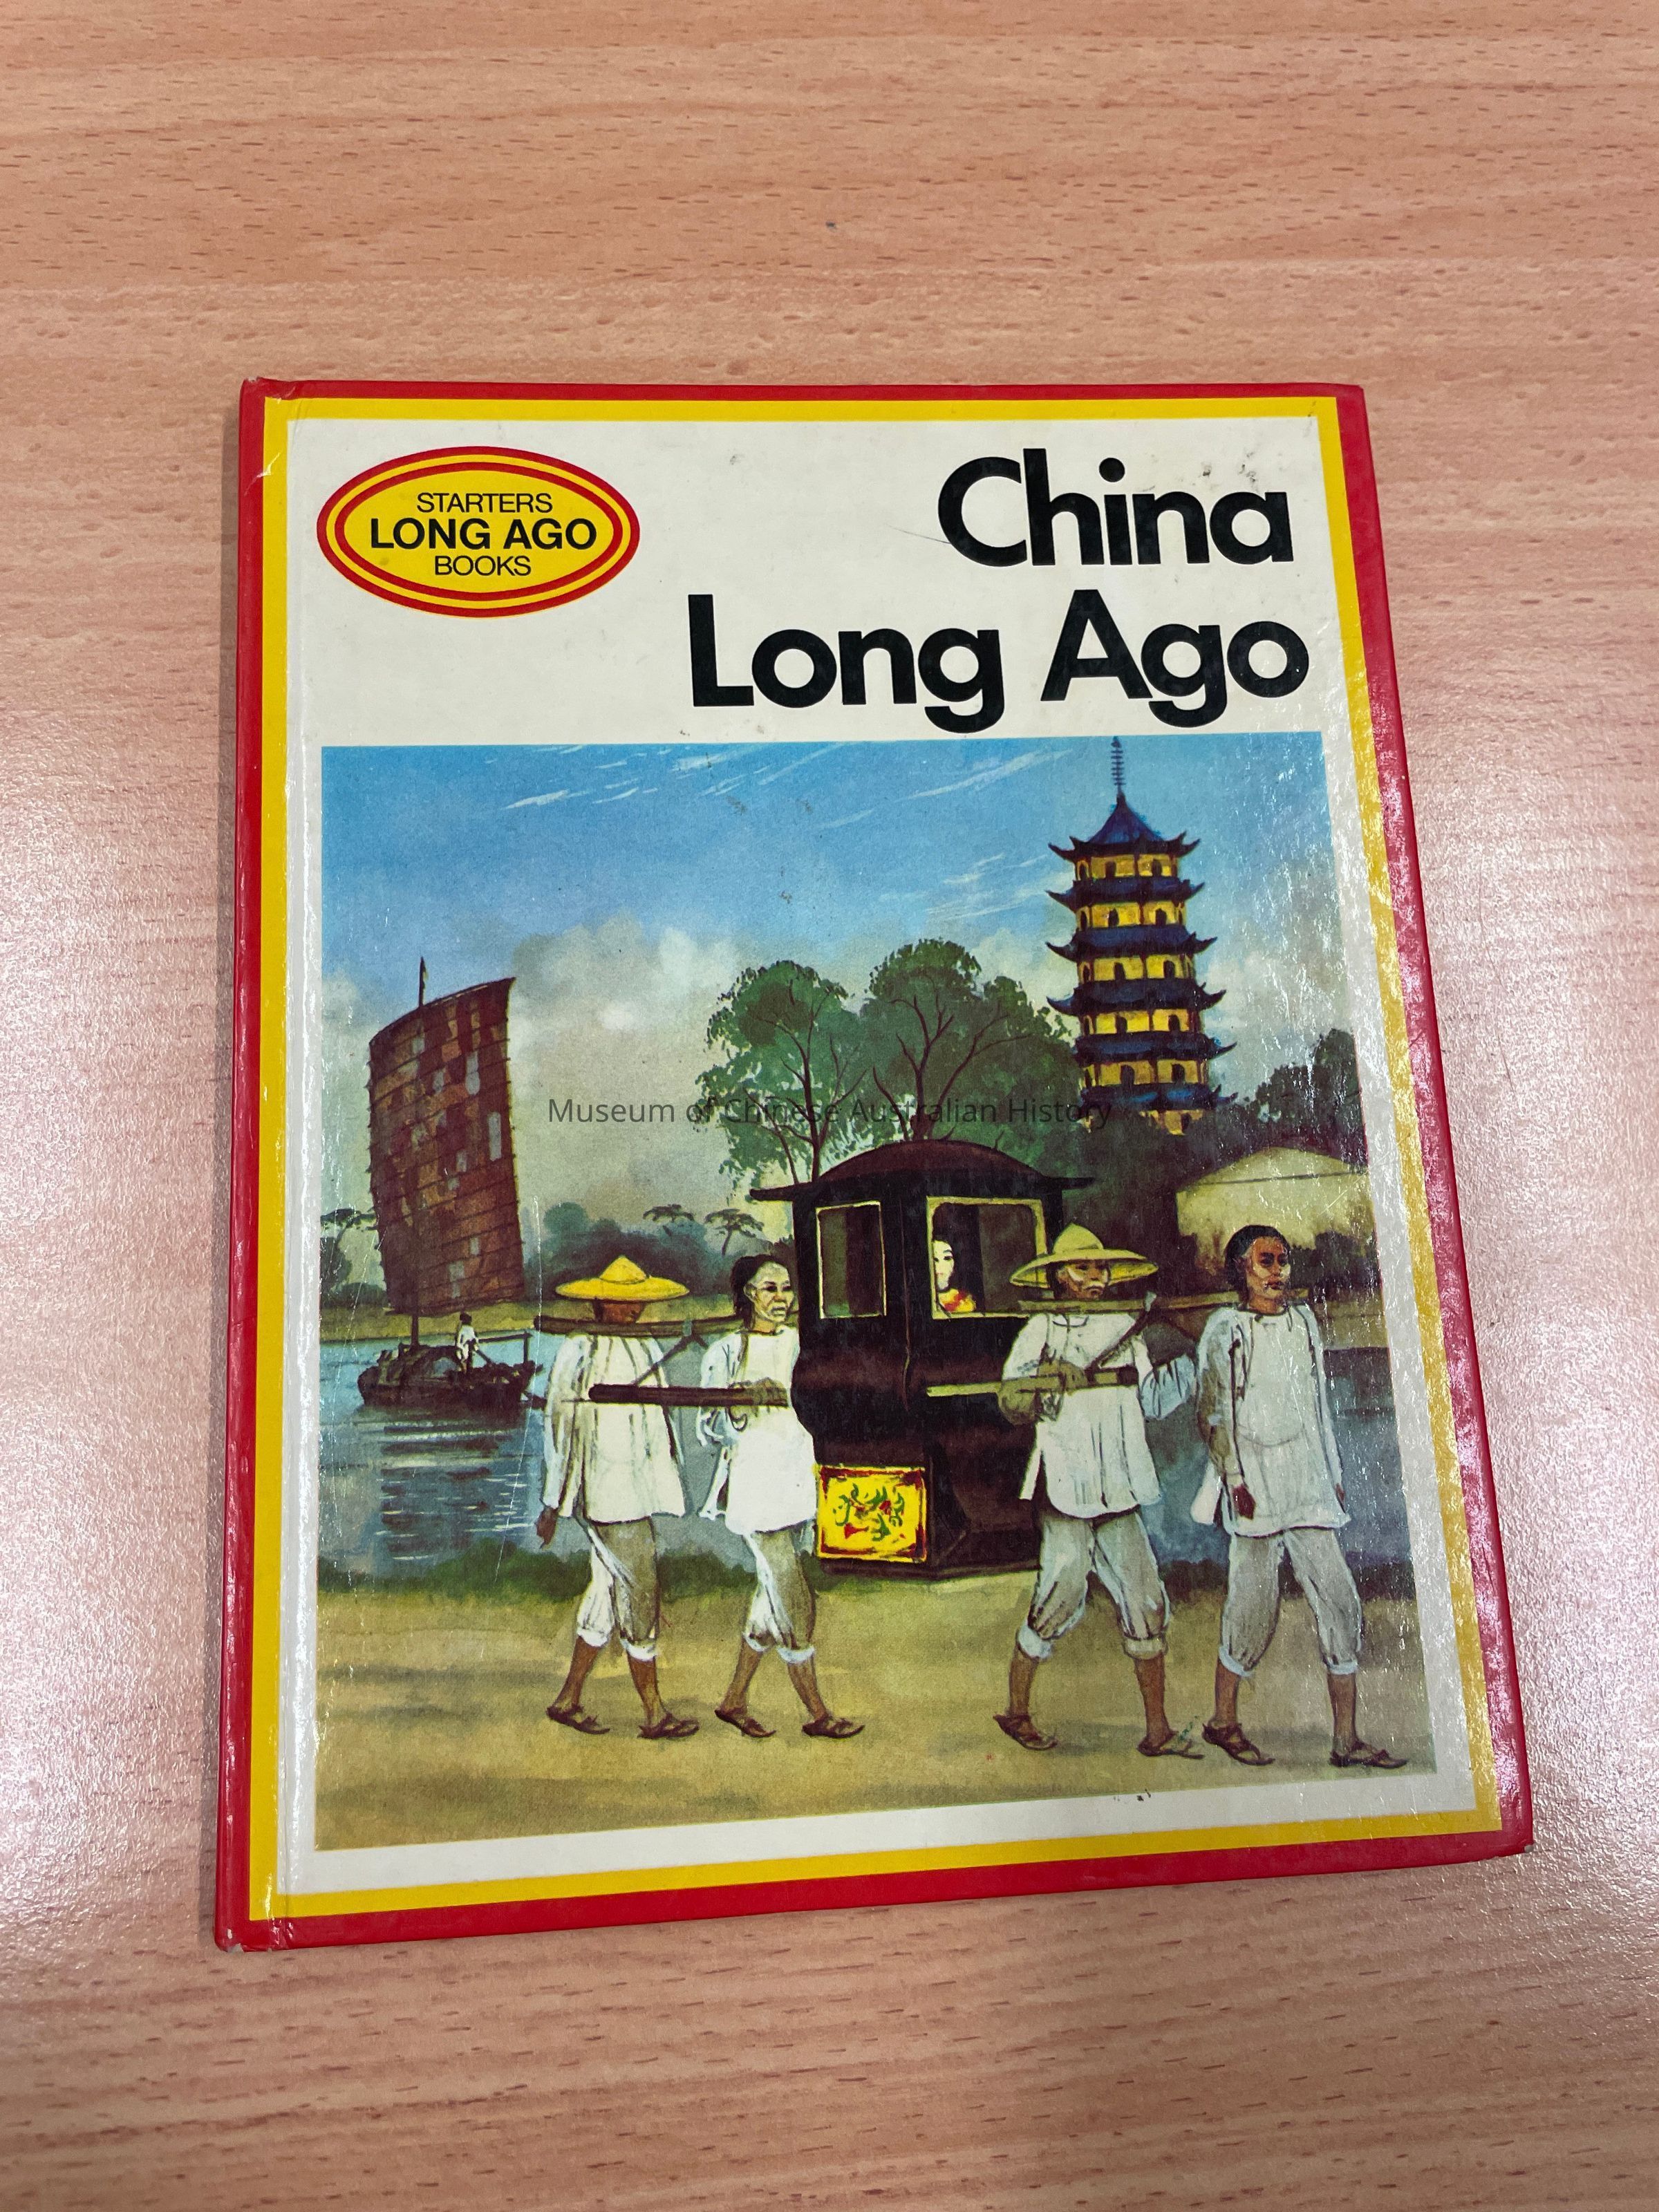 STARTERS
LONG AGO
BOOKS
China
Long Ago
Museum of Chinese Australian History